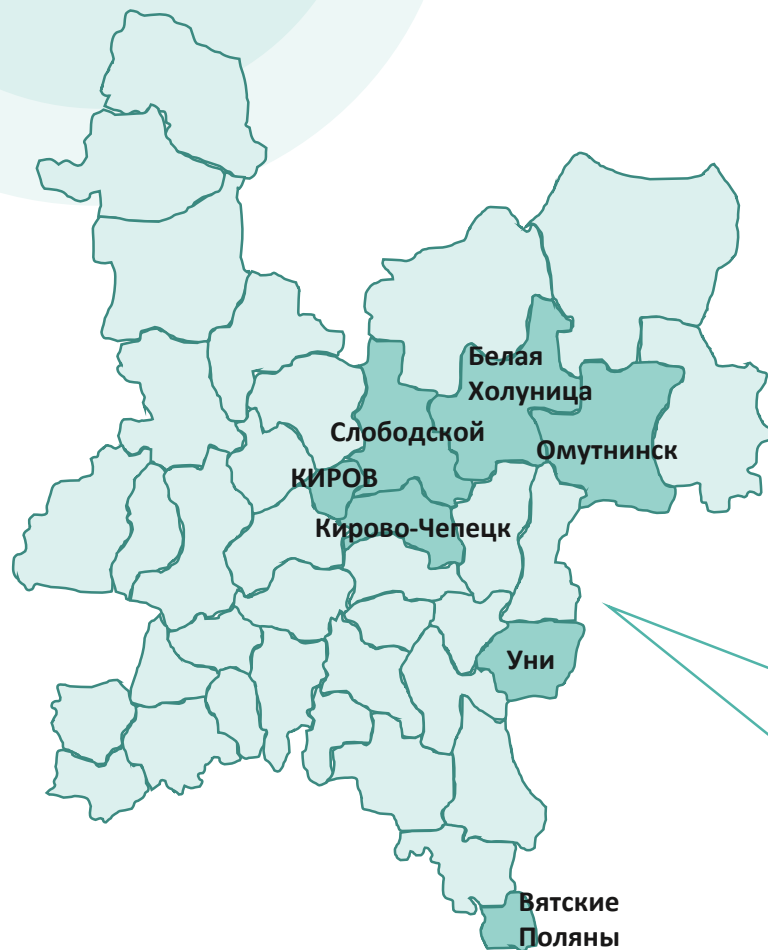 Белая
Холуница
Слободской
Омутнинск
КИРОВ
Кирово-Чепецк
Уни
Вятские
Поляны